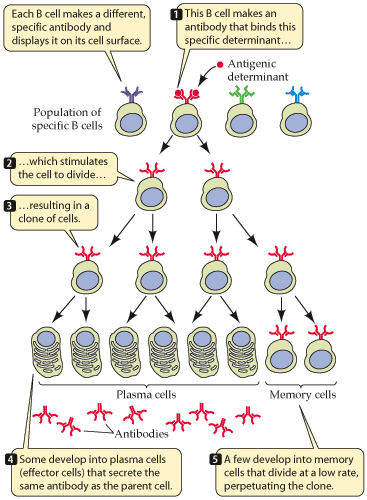 Each B cell makes a different,
specific antibody and
displays it on its cell surface.
1 This B cell makes an
antibody that binds this
specific determinant…
Antigenic
determinant
Population of
specific B cells
2 …which stimulates
the cell to divide…
3 …resulting in a
clone of cells.
Plasma cells
Memory cells
Antibodies
4 Some develop into plasma cells
(effector cells) that secrete the
same antibody as the parent cell.
5 A few develop into memory
cells that divide at a low rate,
perpetuating the clone.